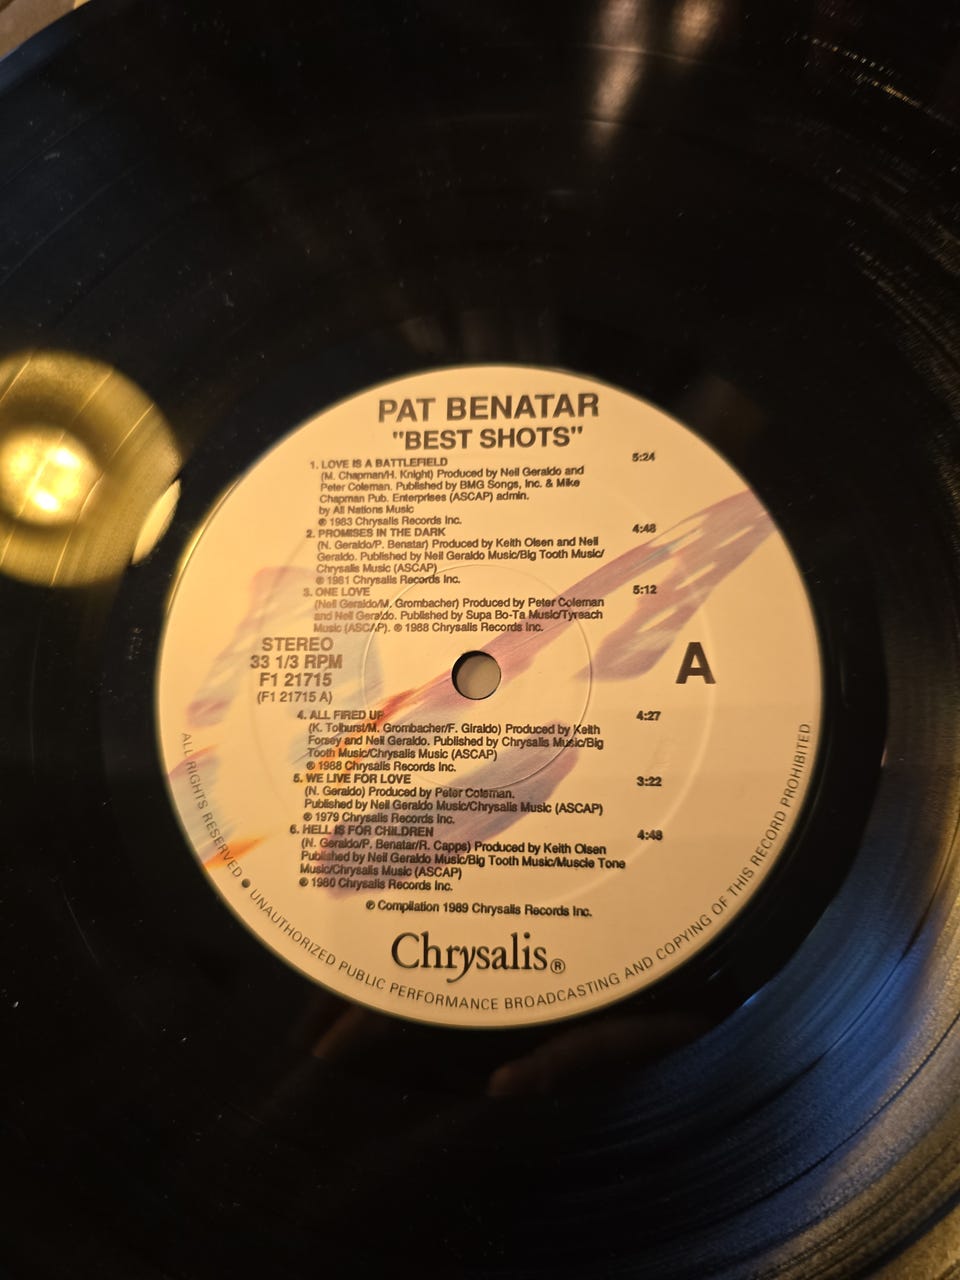 PAT BENATAR
"BEST SHOTS"
1. LOVE IS A BATTLEFIELD 5:24
(M. Chapman/H. Knight) Produced by Neil Geraldo and
Peter Coleman. Published by BMG Songs, Inc. & Mike
Chapman Pub. Enterprises (ASCAP) admin.
by All Nations Music
℗ 1983 Chrysalis Records Inc.
2. PROMISES IN THE DARK 4:48
(N. Geraldo/P. Benatar) Produced by Keith Olsen and Neil
Geraldo. Published by Neil Geraldo Music/Big Tooth Music/
Chrysalis Music (ASCAP)
℗ 1981 Chrysalis Records Inc.
3. ONE LOVE 5:12
(Neil Geraldo/M. Grombacher) Produced by Peter Coleman
and Neil Geraldo. Published by Supa Bo-Ta Music/Tyreach
Music (ASCAP). ℗ 1988 Chrysalis Records Inc.
STEREO
33 1/3 RPM
F1 21715
(F1 21715 A)
A
4. ALL FIRED UP 4:27
(K. Tolhurst/M. Grombacher/F. Giraldo) Produced by Keith
Forsey and Neil Geraldo. Published by Chrysalis Music/Big
Tooth Music/Chrysalis Music (ASCAP)
℗ 1988 Chrysalis Records Inc.
5. WE LIVE FOR LOVE 3:22
(N. Geraldo) Produced by Peter Coleman.
Published by Neil Geraldo Music/Chrysalis Music (ASCAP)
℗ 1979 Chrysalis Records Inc.
6. HELL IS FOR CHILDREN 4:48
(N. Geraldo/P. Benatar/R. Capps) Produced by Keith Olsen
Published by Neil Geraldo Music/Big Tooth Music/Muscle Tone
Music/Chrysalis Music (ASCAP)
℗ 1980 Chrysalis Records Inc.
℗ Compilation 1989 Chrysalis Records Inc.
Chrysalis®
ALL RIGHTS RESERVED ● UNAUTHORIZED PUBLIC PERFORMANCE BROADCASTING AND COPYING OF THIS RECORD PROHIBITED